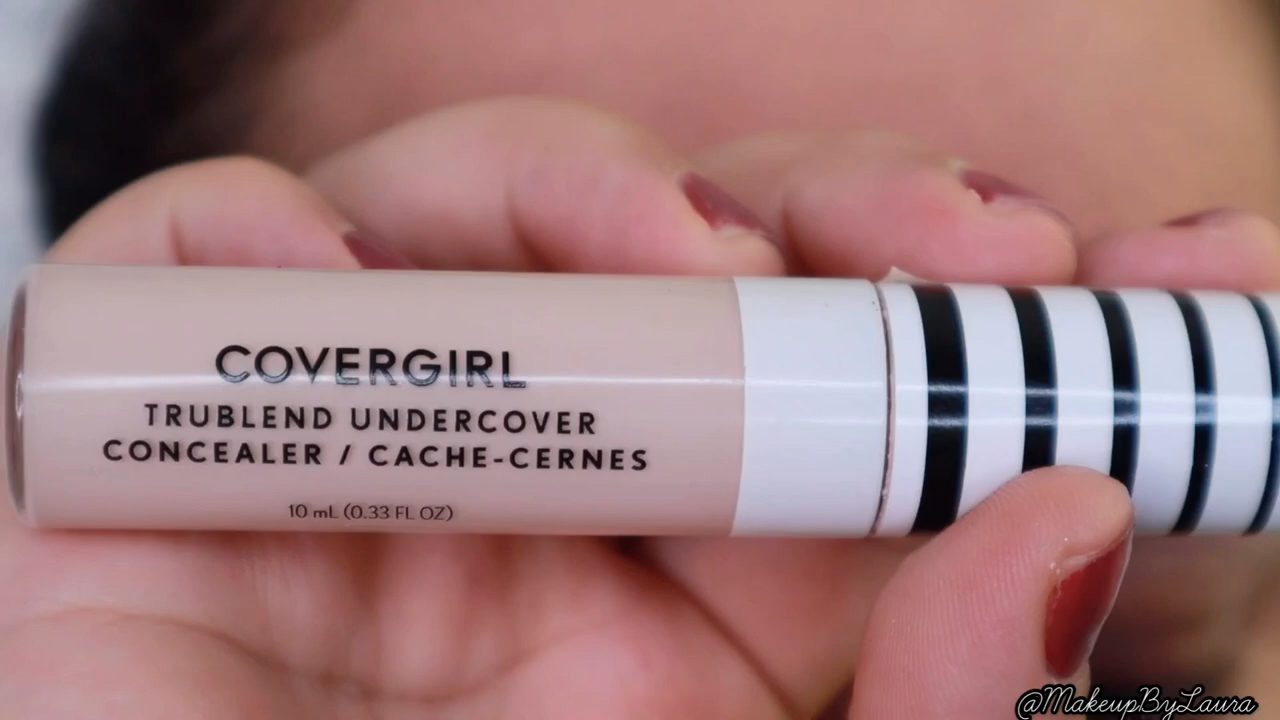 COVERGIRL
TRUBLEND UNDERCOVER
CONCEALER / CACHE-CERNES
10 mL (0.33 FL OZ)
@MakeupByLaura